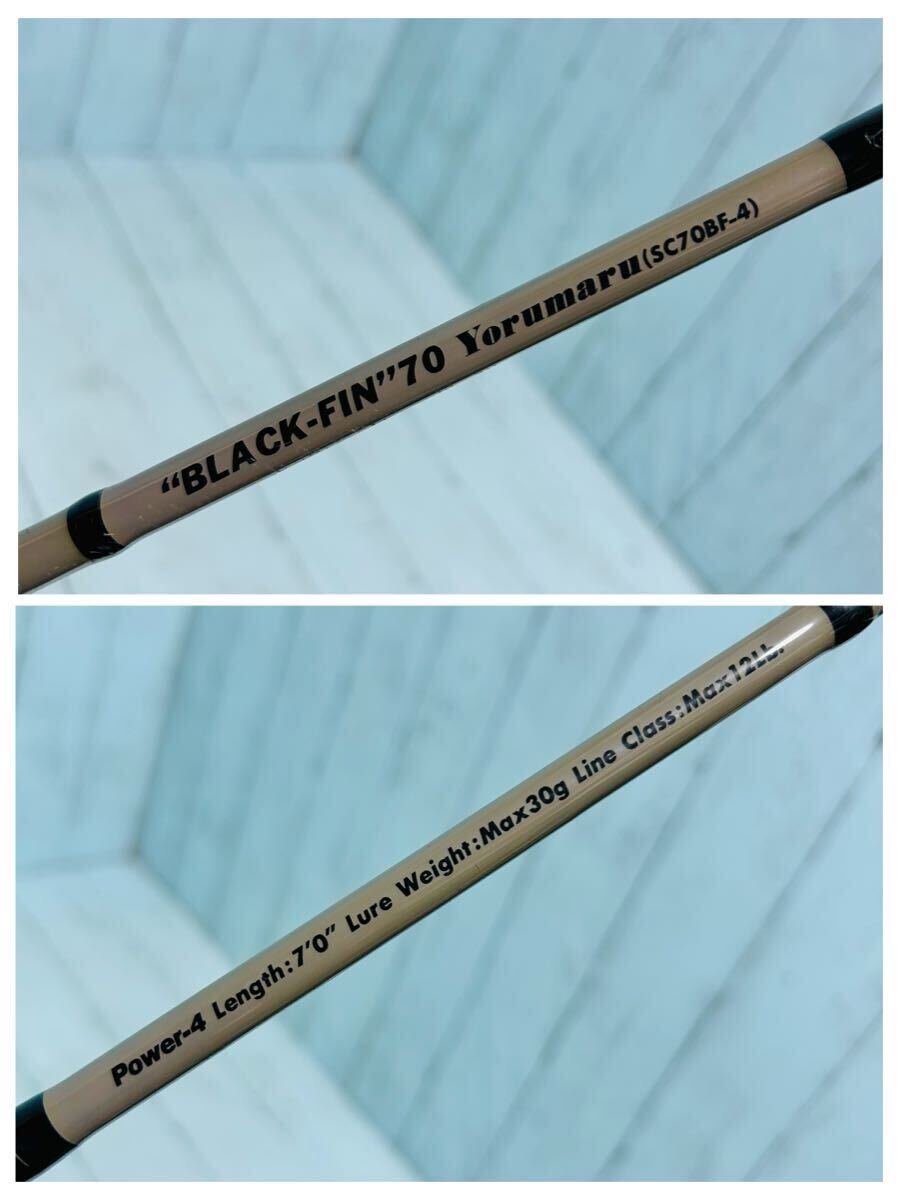 “BLACK-FIN”70 Yorumaru(SC70BF-4)
Power-4 Length:7'0" Lure Weight:Max30g Line Class:Max12Lb.